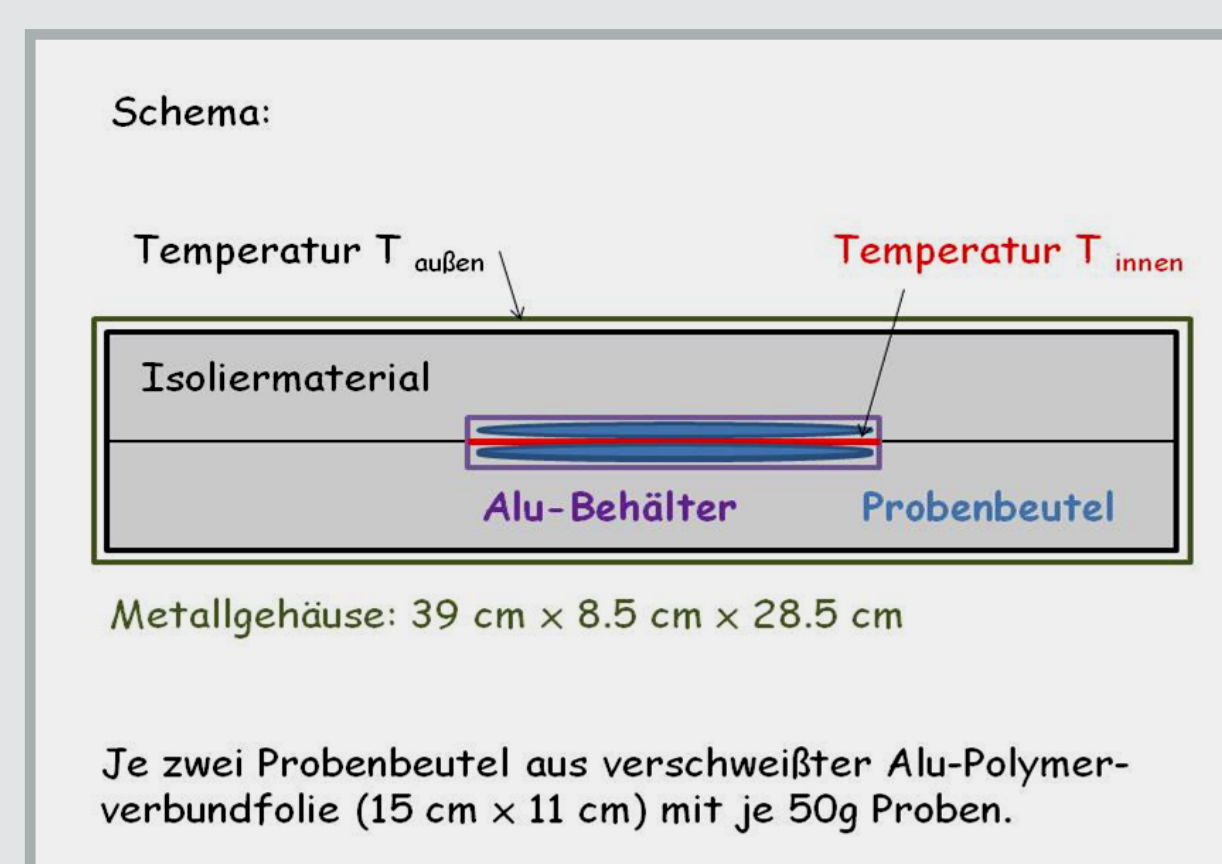 Schema:
Temperatur T außen
Temperatur T innen
Isoliermaterial
Alu-Behälter
Probenbeutel
Metallgehäuse: 39 cm x 8.5 cm x 28.5 cm
Je zwei Probenbeutel aus verschweißter Alu-Polymer-
verbundfolie (15 cm x 11 cm) mit je 50g Proben.